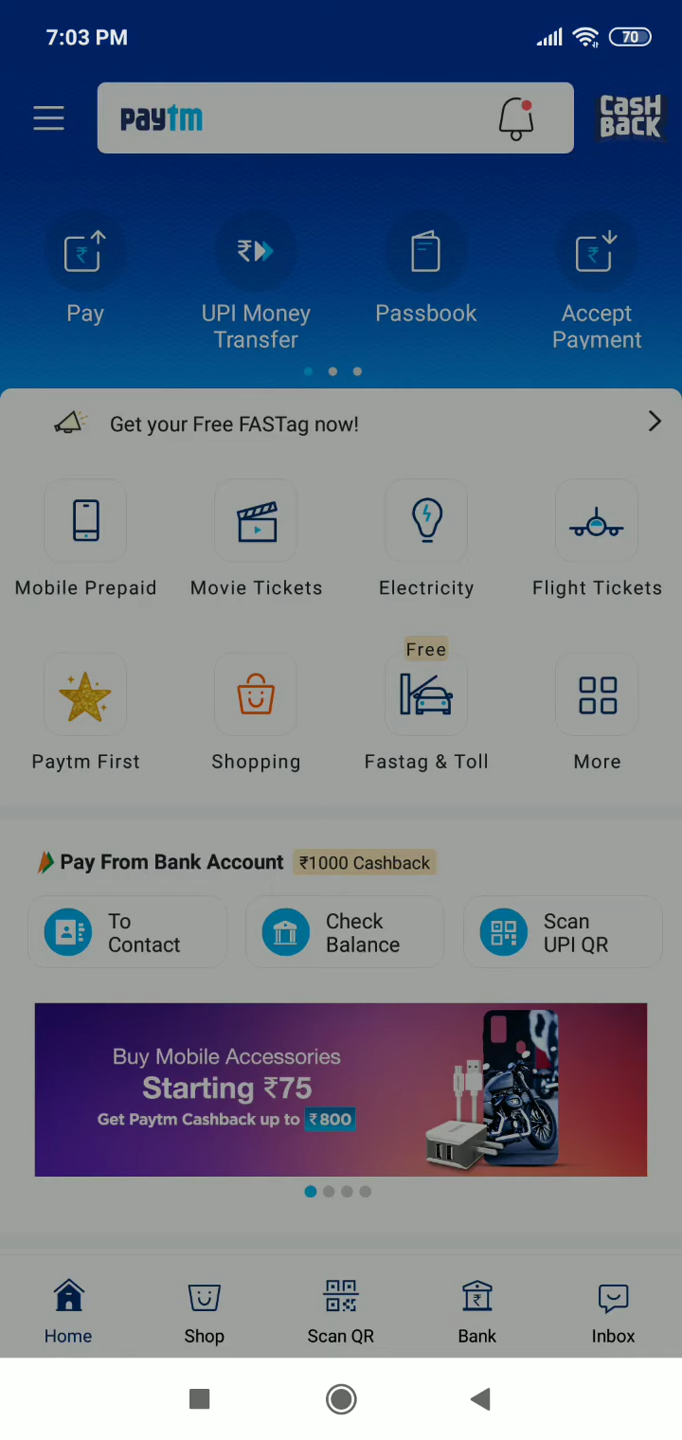 7:03 PM
70
paytm
CASH
BACK
Pay
UPI Money
Transfer
Passbook
Accept
Payment
Get your Free FASTag now!
Mobile Prepaid
Movie Tickets
Electricity
Flight Tickets
Free
Paytm First
Shopping
Fastag & Toll
More
Pay From Bank Account ₹1000 Cashback
To
Contact
Check
Balance
Scan
UPI QR
Buy Mobile Accessories
Starting ₹75
Get Paytm Cashback up to ₹800
Home
Shop
Scan QR
Bank
Inbox